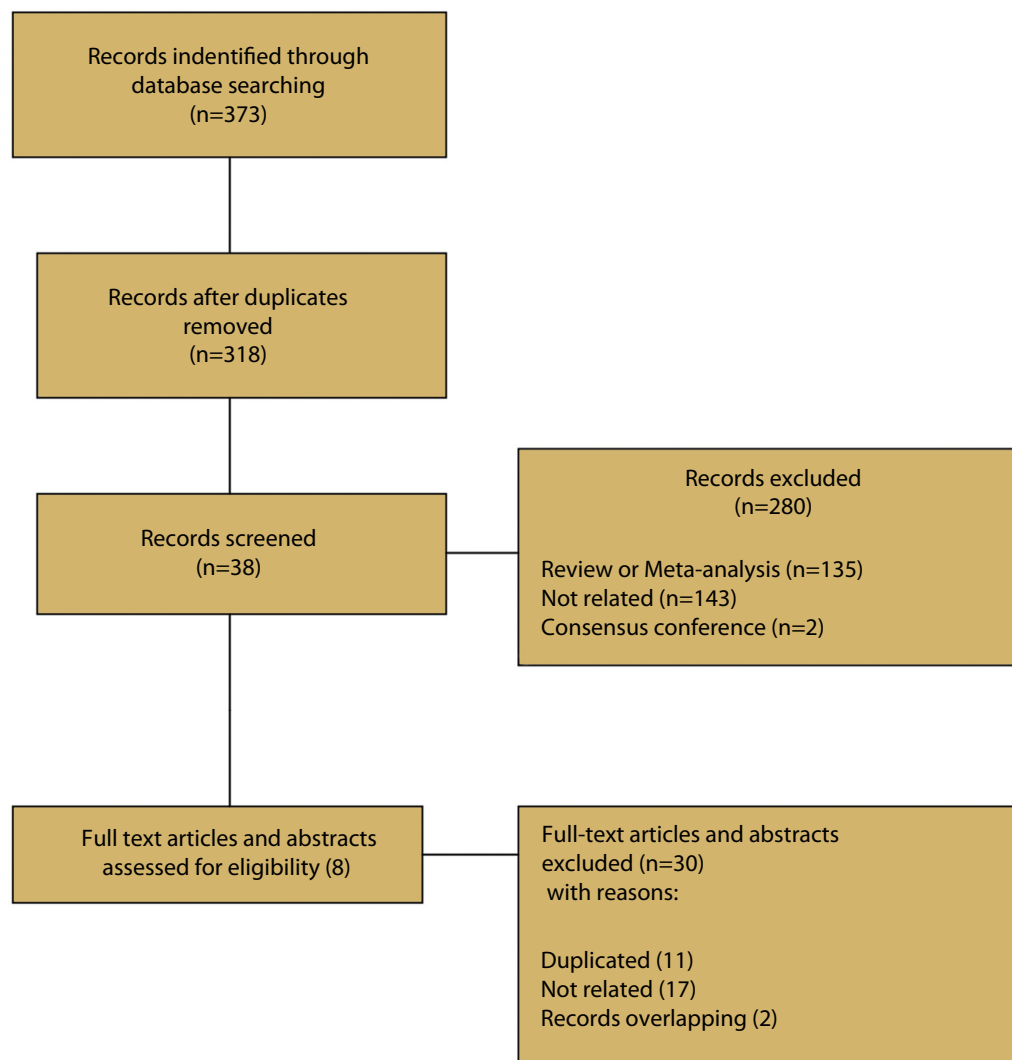 Records indentified through
database searching
(n=373)
Records after duplicates
removed
(n=318)
Records screened
(n=38)
Records excluded
(n=280)
Review or Meta-analysis (n=135)
Not related (n=143)
Consensus conference (n=2)
Full text articles and abstracts
assessed for eligibility (8)
Full-text articles and abstracts
excluded (n=30)
with reasons:
Duplicated (11)
Not related (17)
Records overlapping (2)